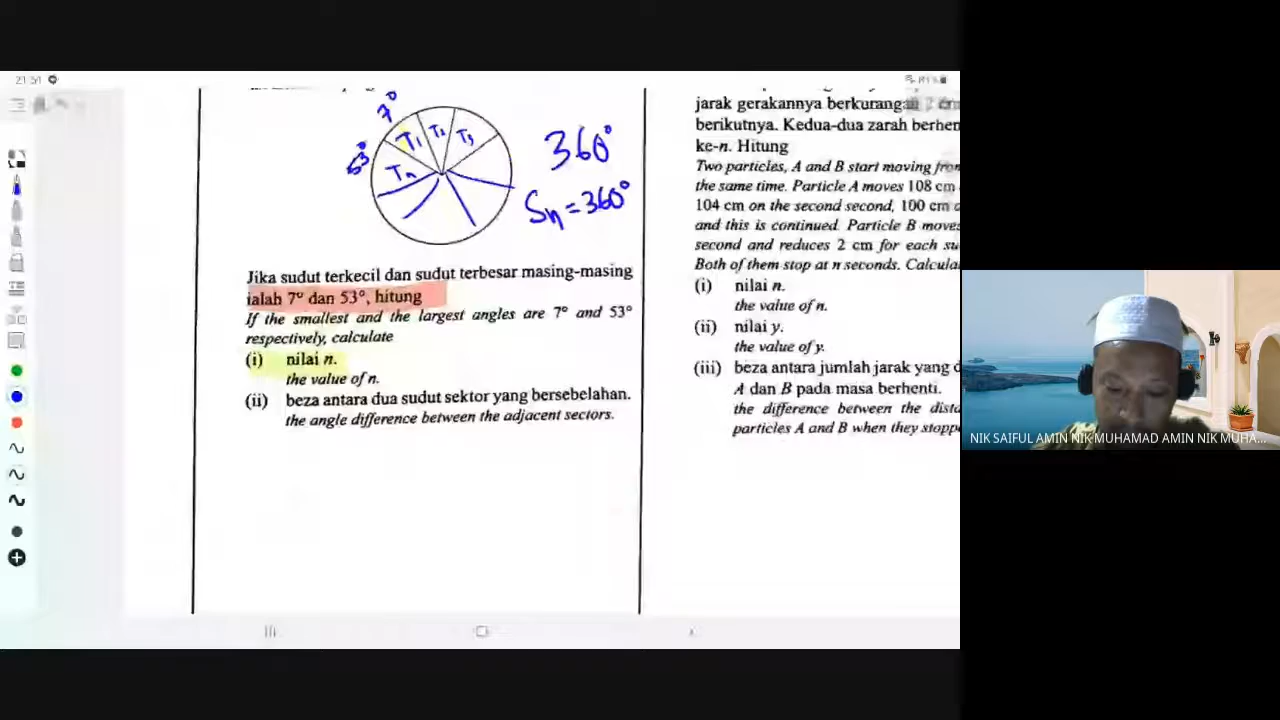 21:51
7°
T1 T2 T3
53°
Tn
360°
Sn = 360°
Jika sudut terkecil dan sudut terbesar masing-masing
ialah 7° dan 53°, hitung
If the smallest and the largest angles are 7° and 53°
respectively, calculate
(i) nilai n.
the value of n.
(ii) beza antara dua sudut sektor yang bersebelahan.
the angle difference between the adjacent sectors.
jarak gerakannya berkurangan 2 cm
berikutnya. Kedua-dua zarah berhen
ke-n. Hitung
Two particles, A and B start moving from
the same time. Particle A moves 108 cm
104 cm on the second second, 100 cm
and this is continued. Particle B moves
second and reduces 2 cm for each su
Both of them stop at n seconds. Calcula
(i) nilai n.
the value of n.
(ii) nilai y.
the value of y.
(iii) beza antara jumlah jarak yang d
A dan B pada masa berhenti.
the difference between the dista
particles A and B when they stopp
NIK SAIFUL AMIN NIK MUHAMAD AMIN NIK MUHA...